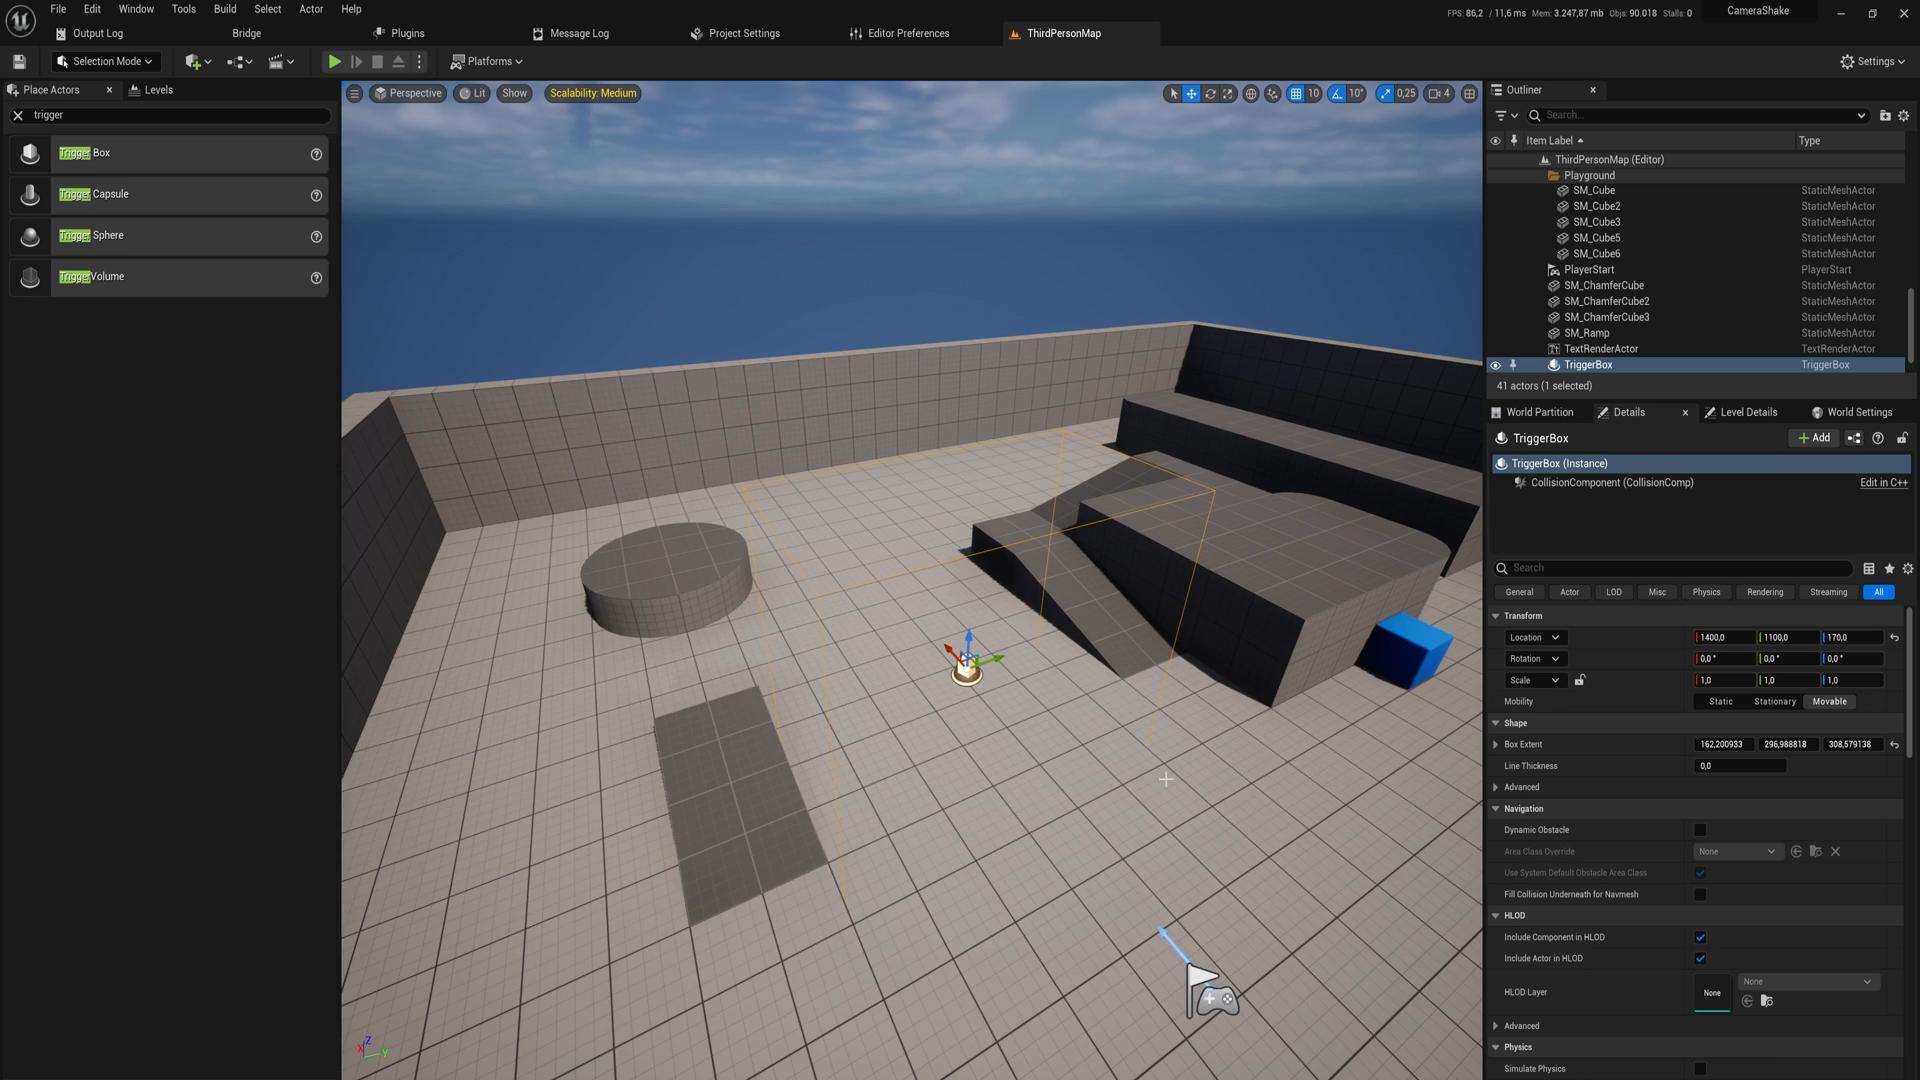 File Edit Window Tools Build Select Actor Help
FPS: 86,2 / 11,6 ms Mem: 3.247,87 mb Objs: 90.018 Stalls: 0
CameraShake
Output Log
Bridge
Plugins
Message Log
Project Settings
Editor Preferences
ThirdPersonMap
Selection Mode
Platforms
Settings
Place Actors
Levels
trigger
Trigger Box
Trigger Capsule
Trigger Sphere
TriggerVolume
Perspective
Lit
Show
Scalability: Medium
10
10°
0,25
4
X
Z
Y
Outliner
Search...
Item Label
Type
ThirdPersonMap (Editor)
Playground
SM_Cube StaticMeshActor
SM_Cube2 StaticMeshActor
SM_Cube3 StaticMeshActor
SM_Cube5 StaticMeshActor
SM_Cube6 StaticMeshActor
PlayerStart PlayerStart
SM_ChamferCube StaticMeshActor
SM_ChamferCube2 StaticMeshActor
SM_ChamferCube3 StaticMeshActor
SM_Ramp StaticMeshActor
TextRenderActor TextRenderActor
TriggerBox TriggerBox
41 actors (1 selected)
World Partition
Details
Level Details
World Settings
TriggerBox
Add
TriggerBox (Instance)
CollisionComponent (CollisionComp)
Edit in C++
Search
General Actor LOD Misc Physics Rendering Streaming All
Transform
Location 1400,0 1100,0 170,0
Rotation 0,0 ° 0,0 ° 0,0 °
Scale 1,0 1,0 1,0
Mobility Static Stationary Movable
Shape
Box Extent 162,200933 296,988818 308,579138
Line Thickness 0,0
Advanced
Navigation
Dynamic Obstacle
Area Class Override None
Use System Default Obstacle Area Class
Fill Collision Underneath for Navmesh
HLOD
Include Component in HLOD
Include Actor in HLOD
HLOD Layer None None
Advanced
Physics
Simulate Physics